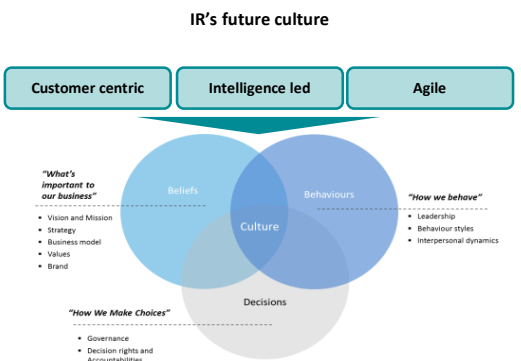 IR's future culture
Customer centric
Intelligence led
Agile
"What's
important to
our business"
• Vision and Mission
• Strategy
• Business model
• Values
• Brand
Beliefs
Behaviours
Culture
Decisions
"How we behave"
• Leadership
• Behaviour styles
• Interpersonal dynamics
"How We Make Choices"
• Governance
• Decision rights and
Accountabilities